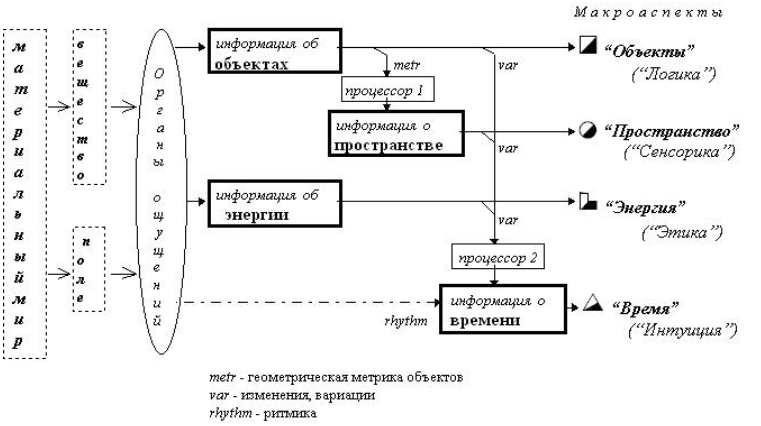 Макроаспекты
материальный мир
вещество
поле
Органы ощущений
информация об
объектах
metr
var
"Объекты"
("Логика")
процессор 1
информация о
пространстве
var
"Пространство"
("Сенсорика")
информация об
энергии
var
"Энергия"
("Этика")
процессор 2
информация о
времени
rhythm
"Время"
("Интуиция")
metr - геометрическая метрика объектов
var - изменения, вариации
rhythm - ритмика